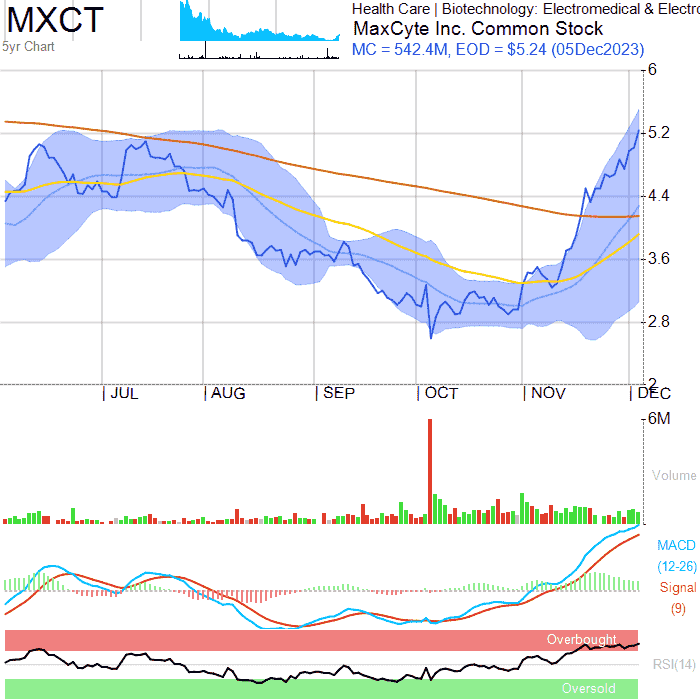 MXCT
5yr Chart
Health Care | Biotechnology: Electromedical & Electro
MaxCyte Inc. Common Stock
MC = 542.4M, EOD = $5.24 (05Dec2023)
6
5.2
4.4
3.6
2.8
2
JUL
AUG
SEP
OCT
NOV
DEC
6M
Volume
MACD
(12-26)
Signal
(9)
Overbought
RSI(14)
Oversold